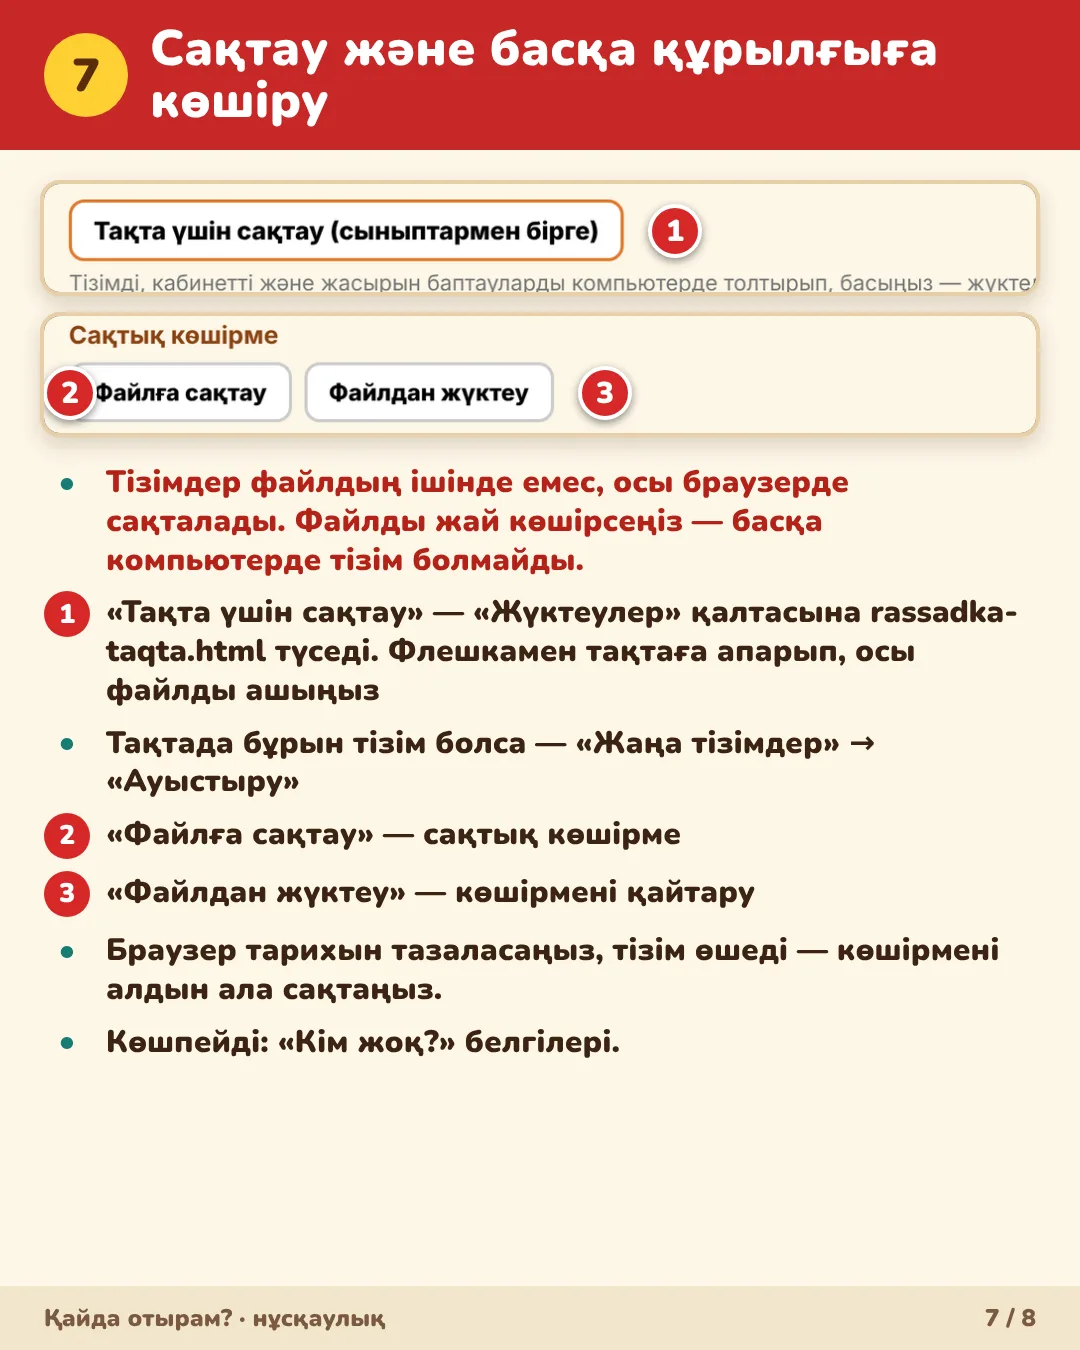 7
Сақтау және басқа құрылғыға
көшіру
Тақта үшін сақтау (сыныптармен бірге)
1
Тізімді, кабинетті және жасырын баптауларды компьютерде толтырып, басыңыз —
Сақтық көшірме
2
Файлға сақтау
Файлдан жүктеу
3
• Тізімдер файлдың ішінде емес, осы браузерде
сақталады. Файлды жай көшірсеңіз — басқа
компьютерде тізім болмайды.
1 «Тақта үшін сақтау» — «Жүктеулер» қалтасына rassadka-
taqta.html түседі. Флешкамен тақтаға апарып, осы
файлды ашыңыз
• Тақтада бұрын тізім болса — «Жаңа тізімдер» →
«Ауыстыру»
2 «Файлға сақтау» — сақтық көшірме
3 «Файлдан жүктеу» — көшірмені қайтару
• Браузер тарихын тазаласаңыз, тізім өшеді — көшірмені
алдын ала сақтаңыз.
• Көшпейді: «Кім жоқ?» белгілері.
Қайда отырам? · нұсқаулық
7 / 8